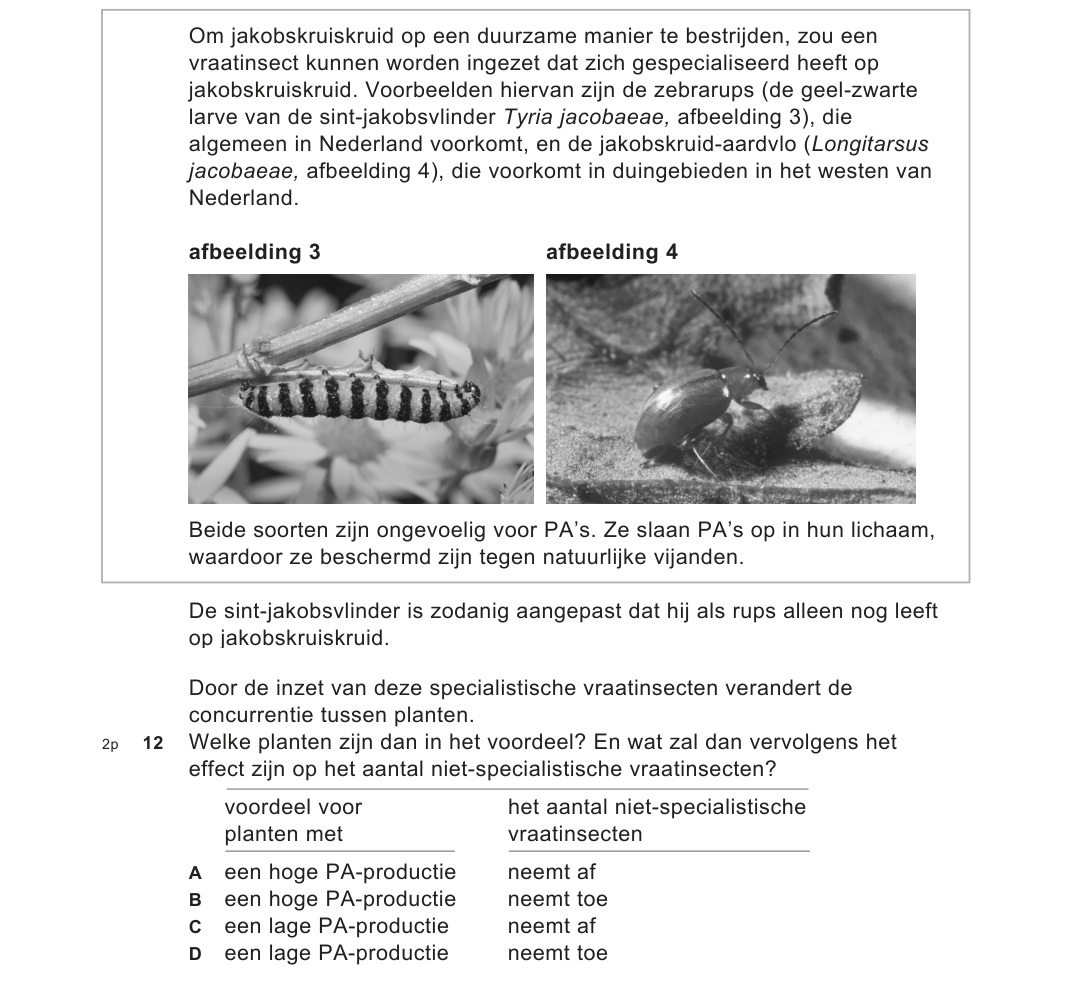 Om jakobskruiskruid op een duurzame manier te bestrijden, zou een
vraatinsect kunnen worden ingezet dat zich gespecialiseerd heeft op
jakobskruiskruid. Voorbeelden hiervan zijn de zebrarups (de geel-zwarte
larve van de sint-jakobsvlinder Tyria jacobaeae, afbeelding 3), die
algemeen in Nederland voorkomt, en de jakobskruid-aardvlo (Longitarsus
jacobaeae, afbeelding 4), die voorkomt in duingebieden in het westen van
Nederland.
afbeelding 3 afbeelding 4
Beide soorten zijn ongevoelig voor PA's. Ze slaan PA's op in hun lichaam,
waardoor ze beschermd zijn tegen natuurlijke vijanden.
De sint-jakobsvlinder is zodanig aangepast dat hij als rups alleen nog leeft
op jakobskruiskruid.
Door de inzet van deze specialistische vraatinsecten verandert de
concurrentie tussen planten.
2p 12 Welke planten zijn dan in het voordeel? En wat zal dan vervolgens het
effect zijn op het aantal niet-specialistische vraatinsecten?
voordeel voor het aantal niet-specialistische
planten met vraatinsecten
A een hoge PA-productie neemt af
B een hoge PA-productie neemt toe
C een lage PA-productie neemt af
D een lage PA-productie neemt toe